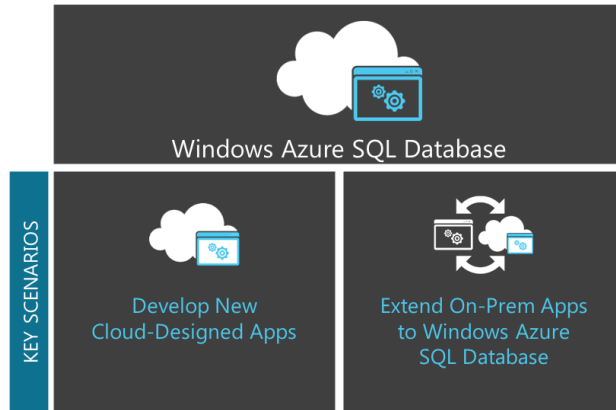 Windows Azure SQL Database
KEY SCENARIOS
Develop New
Cloud-Designed Apps
Extend On-Prem Apps
to Windows Azure
SQL Database